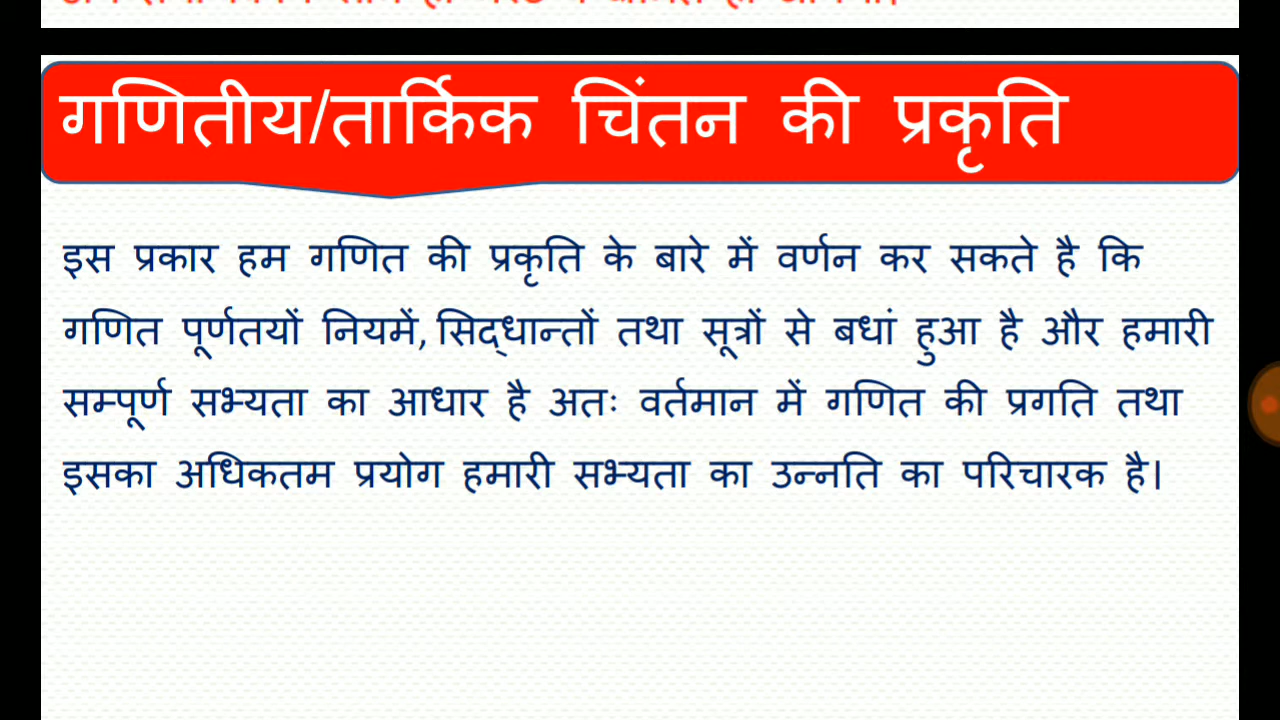 गणितीय/तार्किक चिंतन की प्रकृति
इस प्रकार हम गणित की प्रकृति के बारे में वर्णन कर सकते है कि
गणित पूर्णतयों नियमें, सिद्धान्तों तथा सूत्रों से बधां हुआ है और हमारी
सम्पूर्ण सभ्यता का आधार है अतः वर्तमान में गणित की प्रगति तथा
इसका अधिकतम प्रयोग हमारी सभ्यता का उन्नति का परिचारक है।